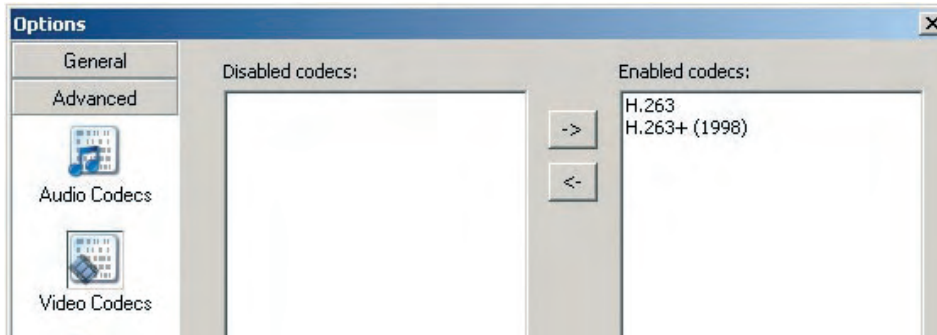 Options
General
Advanced
Audio Codecs
Video Codecs
Disabled codecs:
->
<-
Enabled codecs:
H.263
H.263+ (1998)